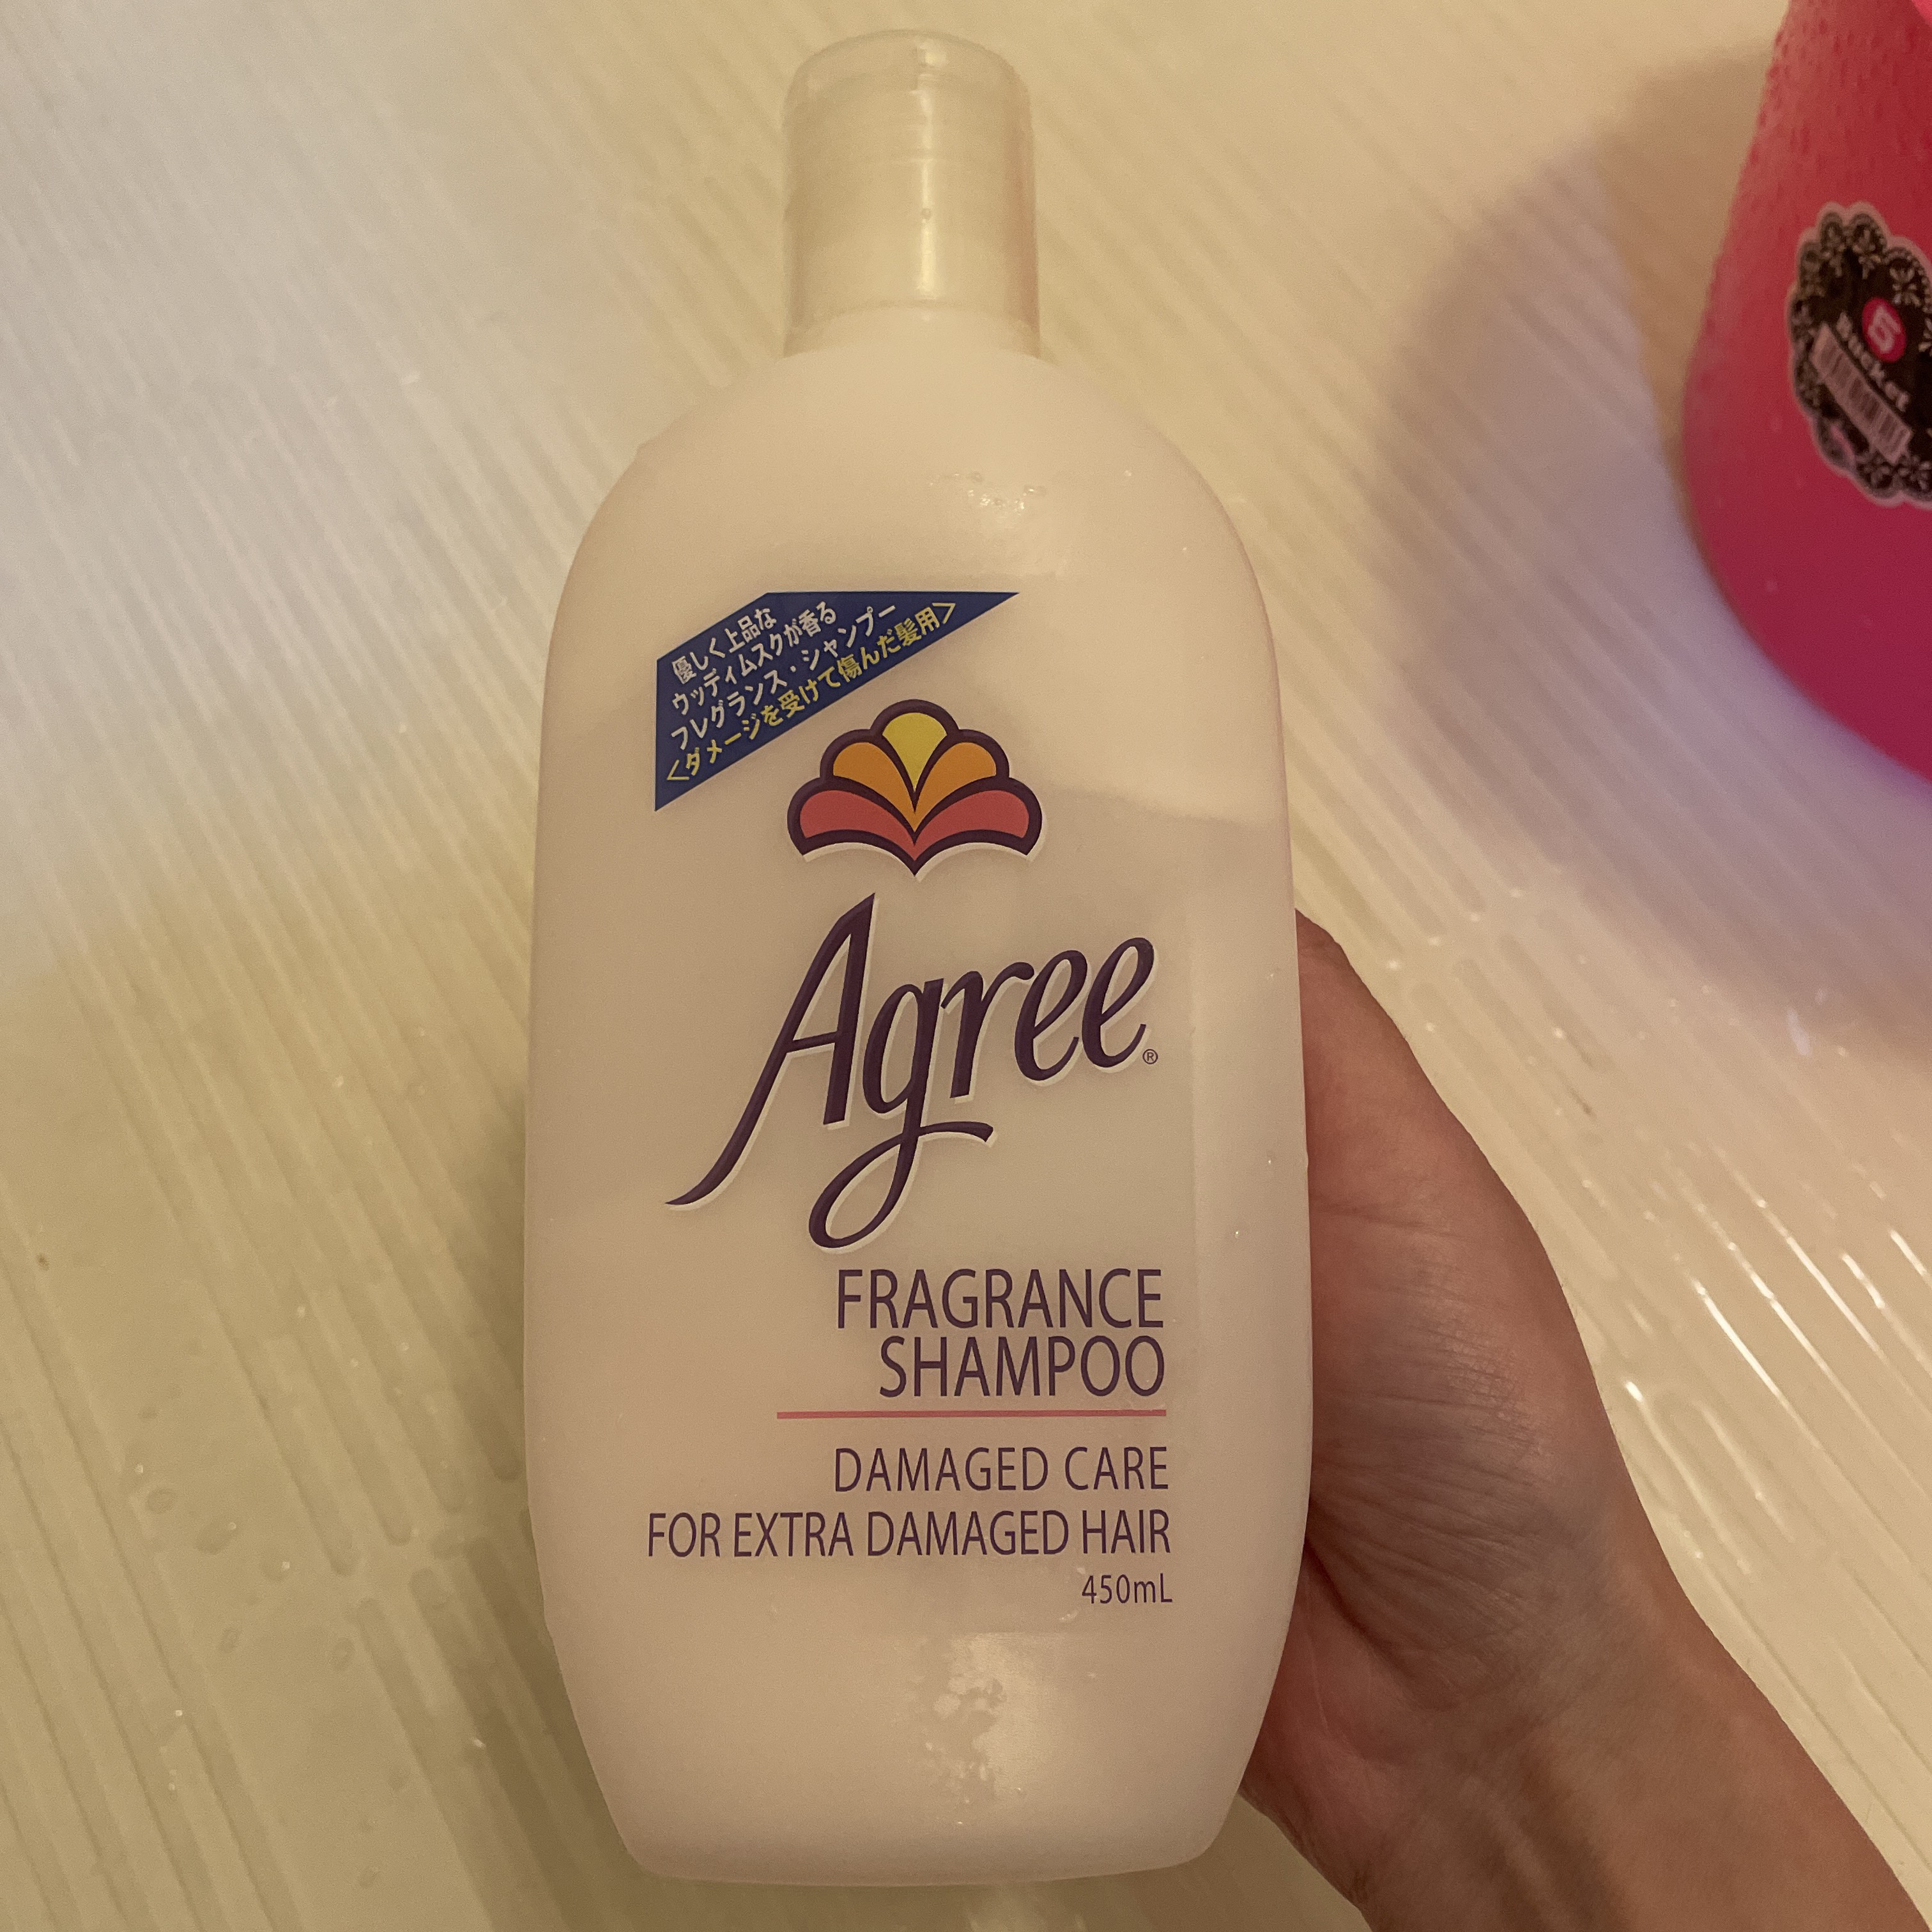 優しく上品な
ウッディムスクが香る
フレグランス・シャンプー
<ダメージを受けて傷んだ髪用>
Agree®
FRAGRANCE
SHAMPOO
DAMAGED CARE
FOR EXTRA DAMAGED HAIR
450mL
5
Bucket